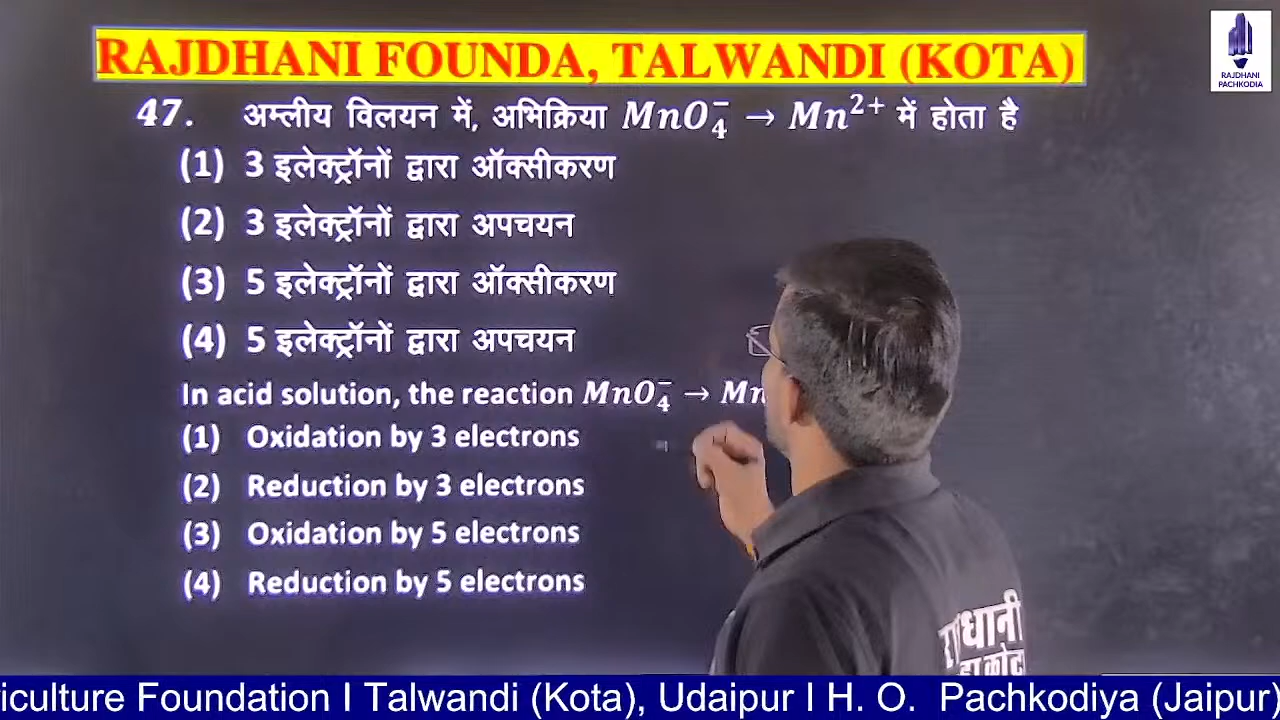 RAJDHANI FOUNDA, TALWANDI (KOTA)
RAJDHANI
PACHKODIA
47. अम्लीय विलयन में, अभिक्रिया MnO₄⁻ → Mn²⁺ में होता है
(1) 3 इलेक्ट्रॉनों द्वारा ऑक्सीकरण
(2) 3 इलेक्ट्रॉनों द्वारा अपचयन
(3) 5 इलेक्ट्रॉनों द्वारा ऑक्सीकरण
(4) 5 इलेक्ट्रॉनों द्वारा अपचयन
In acid solution, the reaction MnO₄⁻ → Mn
(1) Oxidation by 3 electrons
(2) Reduction by 3 electrons
(3) Oxidation by 5 electrons
(4) Reduction by 5 electrons
iculture Foundation I Talwandi (Kota), Udaipur I H. O. Pachkodiya (Jaipur)